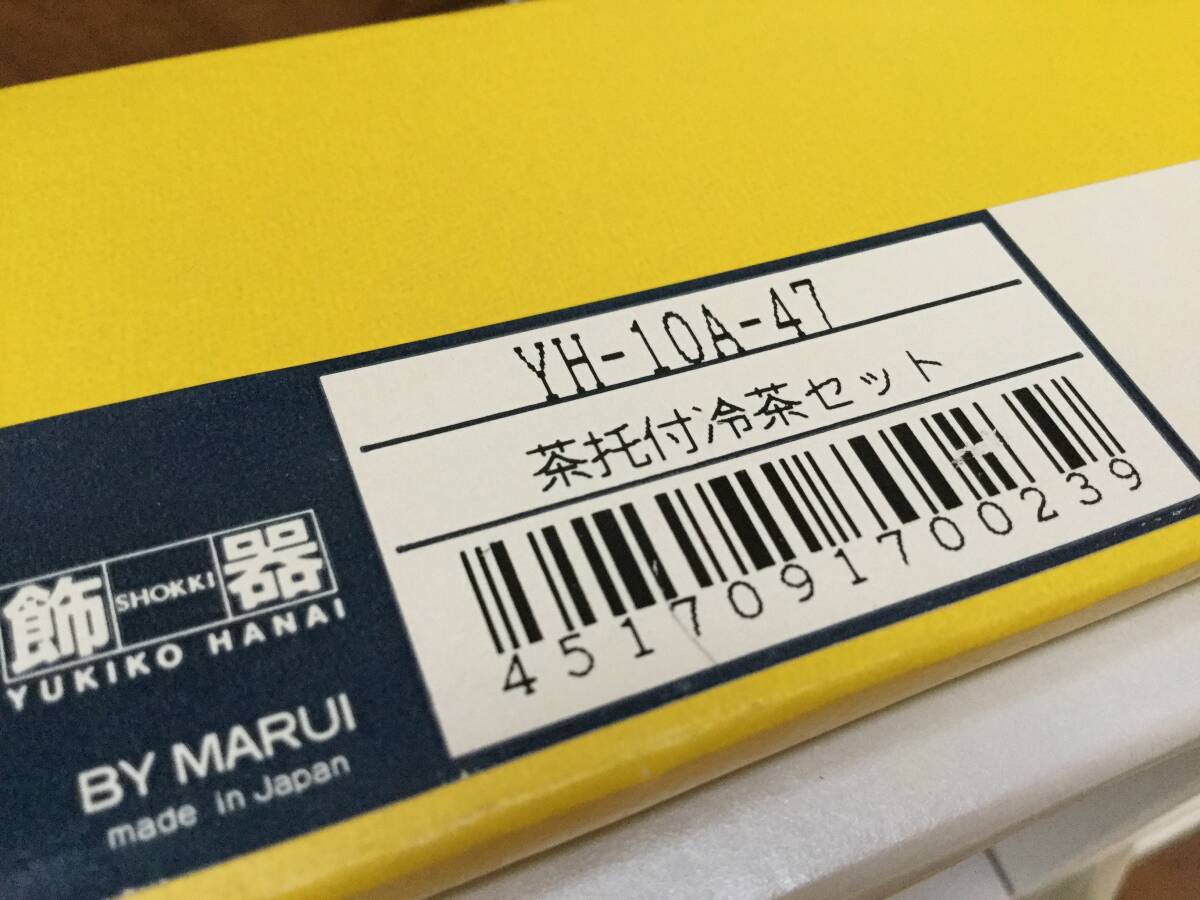 YH-10A-47
茶托付冷茶セット
4517091700239
飾 SHOKKI 器
YUKIKO HANAI
BY MARUI
made in Japan